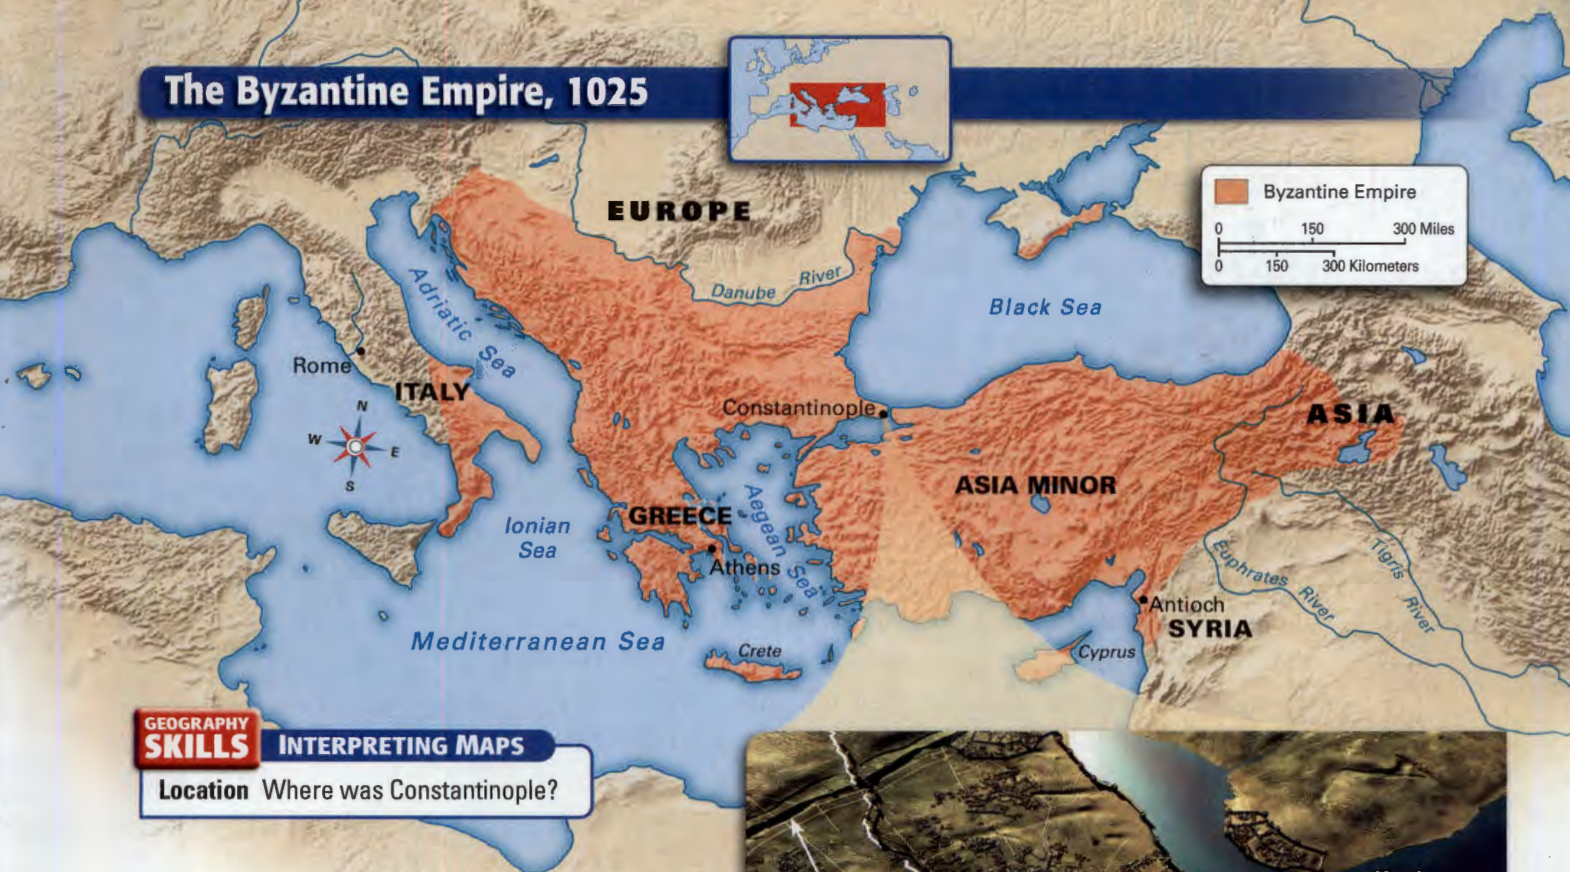 The Byzantine Empire, 1025
EUROPE
Byzantine Empire
0 150 300 Miles
0 150 300 Kilometers
Danube River
Black Sea
Adriatic Sea
Rome
ITALY
N
W
E
S
Constantinople
ASIA
ASIA MINOR
GREECE
Aegean Sea
Ionian
Sea
Athens
Euphrates River
Tigris River
Antioch
SYRIA
Mediterranean Sea
Crete
Cyprus
GEOGRAPHY
SKILLS
INTERPRETING MAPS
Location Where was Constantinople?